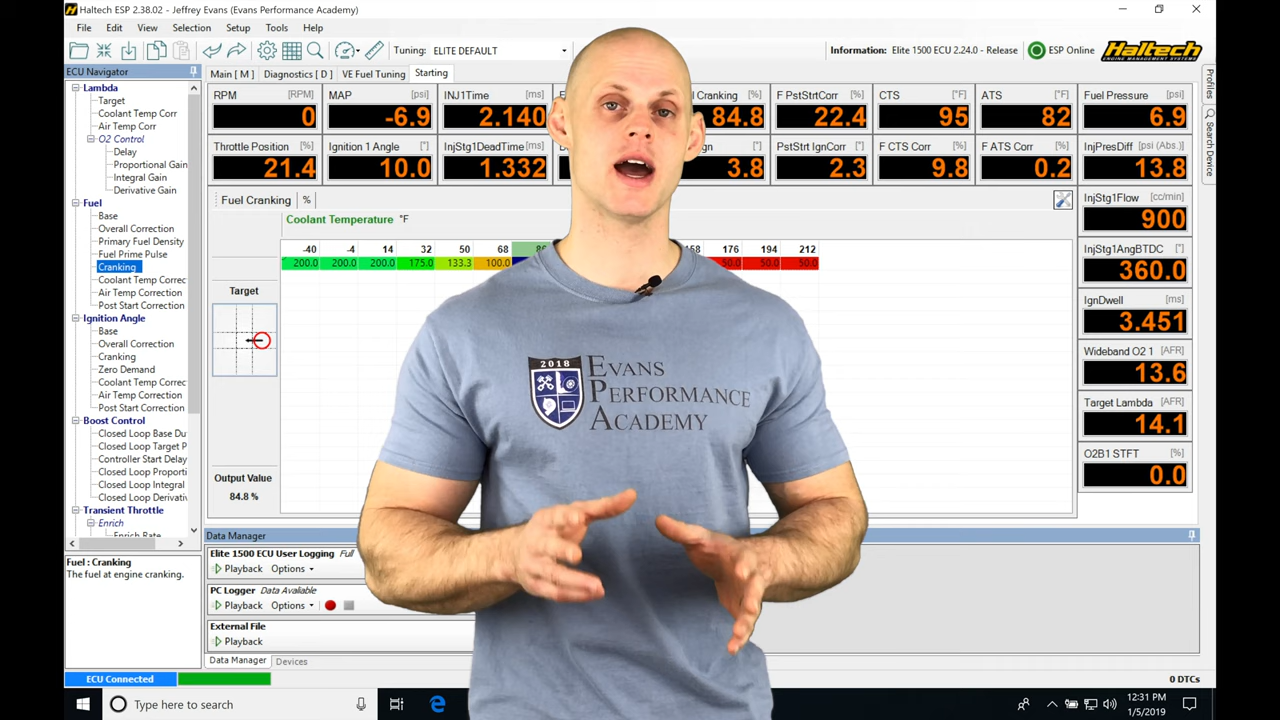 Haltech ESP 2.38.02 - Jeffrey Evans (Evans Performance Academy)
File Edit View Selection Setup Tools Help
Tuning: ELITE DEFAULT
Information: Elite 1500 ECU 2.24.0 - Release
ESP Online
Haltech
ENGINE MANAGEMENT SYSTEMS
ECU Navigator
Lambda
Target
Coolant Temp Corr
Air Temp Corr
O2 Control
Delay
Proportional Gain
Integral Gain
Derivative Gain
Fuel
Base
Overall Correction
Primary Fuel Density
Fuel Prime Pulse
Cranking
Coolant Temp Correc
Air Temp Correction
Post Start Correction
Ignition Angle
Base
Overall Correction
Cranking
Zero Demand
Coolant Temp Correc
Air Temp Correction
Post Start Correction
Boost Control
Closed Loop Base Du
Closed Loop Target P
Controller Start Delay
Closed Loop Proporti
Closed Loop Integral
Closed Loop Derivativ
Transient Throttle
Enrich
Enrich Rate
Fuel : Cranking
The fuel at engine cranking.
Main [ M ] Diagnostics [ D ] VE Fuel Tuning Starting
RPM [RPM]
0
MAP [psi]
-6.9
INJ1Time [ms]
2.140
Cranking [%]
84.8
F PstStrtCorr [%]
22.4
CTS [°F]
95
ATS [°F]
82
Fuel Pressure [psi]
6.9
Throttle Position [%]
21.4
Ignition 1 Angle [°]
10.0
InjStg1DeadTime [ms]
1.332
gn [°]
3.8
PstStrt IgnCorr [°]
2.3
F CTS Corr [%]
9.8
F ATS Corr [%]
0.2
InjPresDiff [psi (Abs.)]
13.8
InjStg1Flow [cc/min]
900
InjStg1AngBTDC [°]
360.0
IgnDwell [ms]
3.451
Wideband O2 1 [AFR]
13.6
Target Lambda [AFR]
14.1
O2B1 STFT [%]
0.0
Fuel Cranking %
Coolant Temperature °F
-40 -4 14 32 50 68 158 176 194 212
200.0 200.0 200.0 175.0 133.3 100.0 50.0 50.0 50.0
Target
Output Value
84.8 %
Profiles
Search Device
2018
EVANS
PERFORMANCE
ACADEMY
Data Manager
Elite 1500 ECU User Logging Full
Playback Options
PC Logger Data Available
Playback Options
External File
Playback
Data Manager Devices
ECU Connected
0 DTCs
Type here to search
12:31 PM
1/5/2019